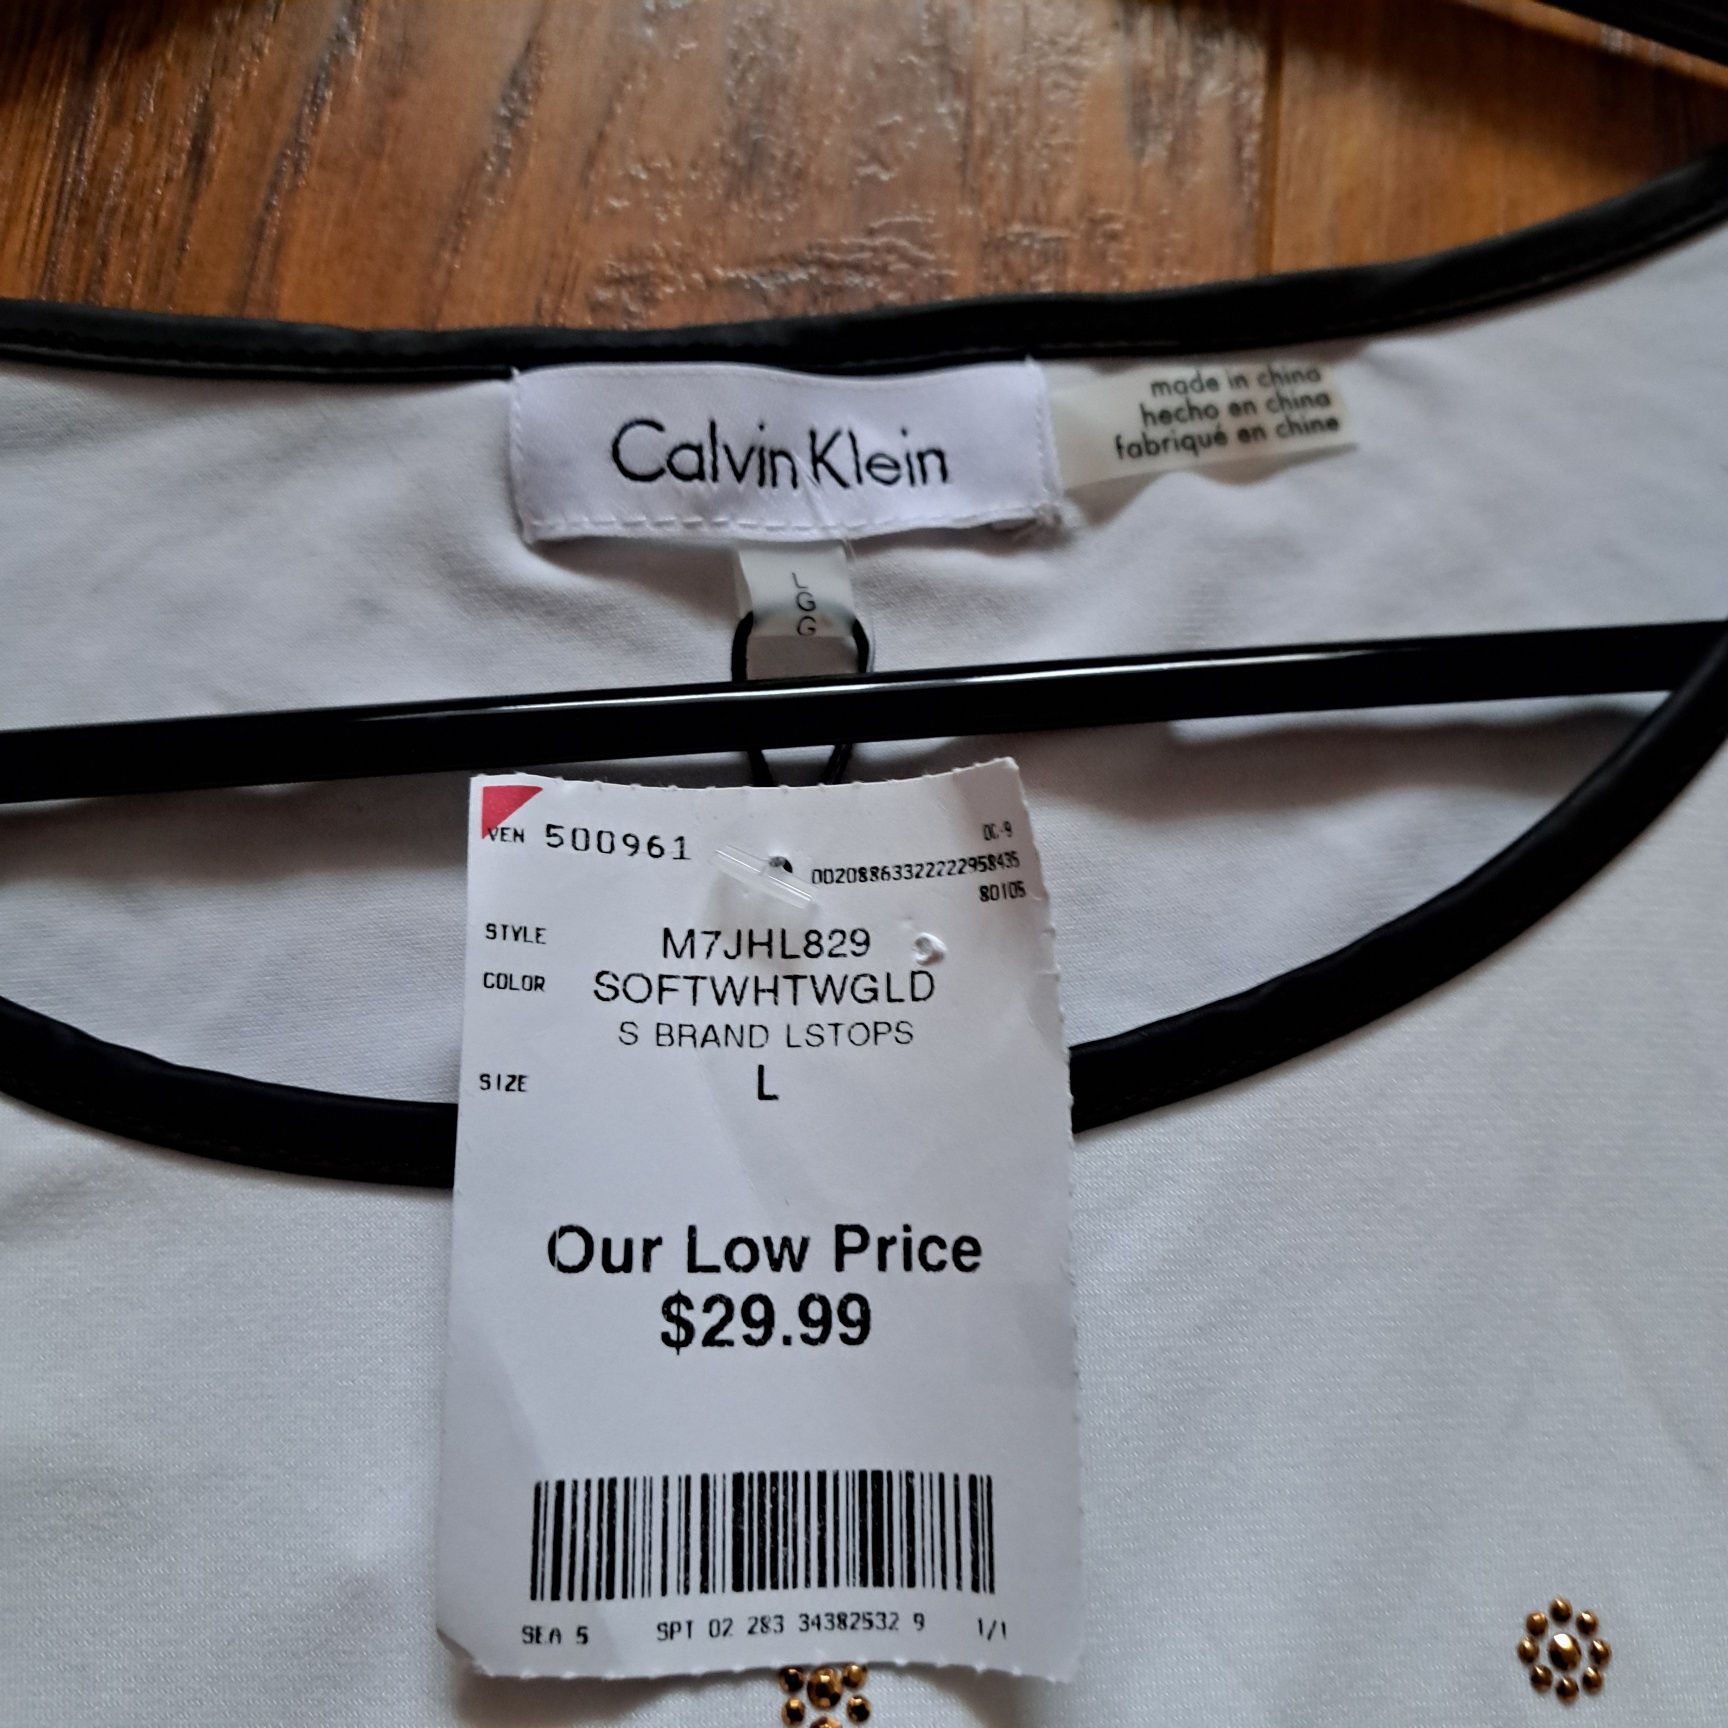 Calvin Klein
made in china
hecho en china
fabriqué en chine
L
G
G
VEN 500961
DC-9
0020886332222958435
80105
STYLE M7JHL829
COLOR SOFTWHTWGLD
S BRAND LSTOPS
SIZE L
Our Low Price
$29.99
SEA 5 SPT 02 283 34382532 9 1/1